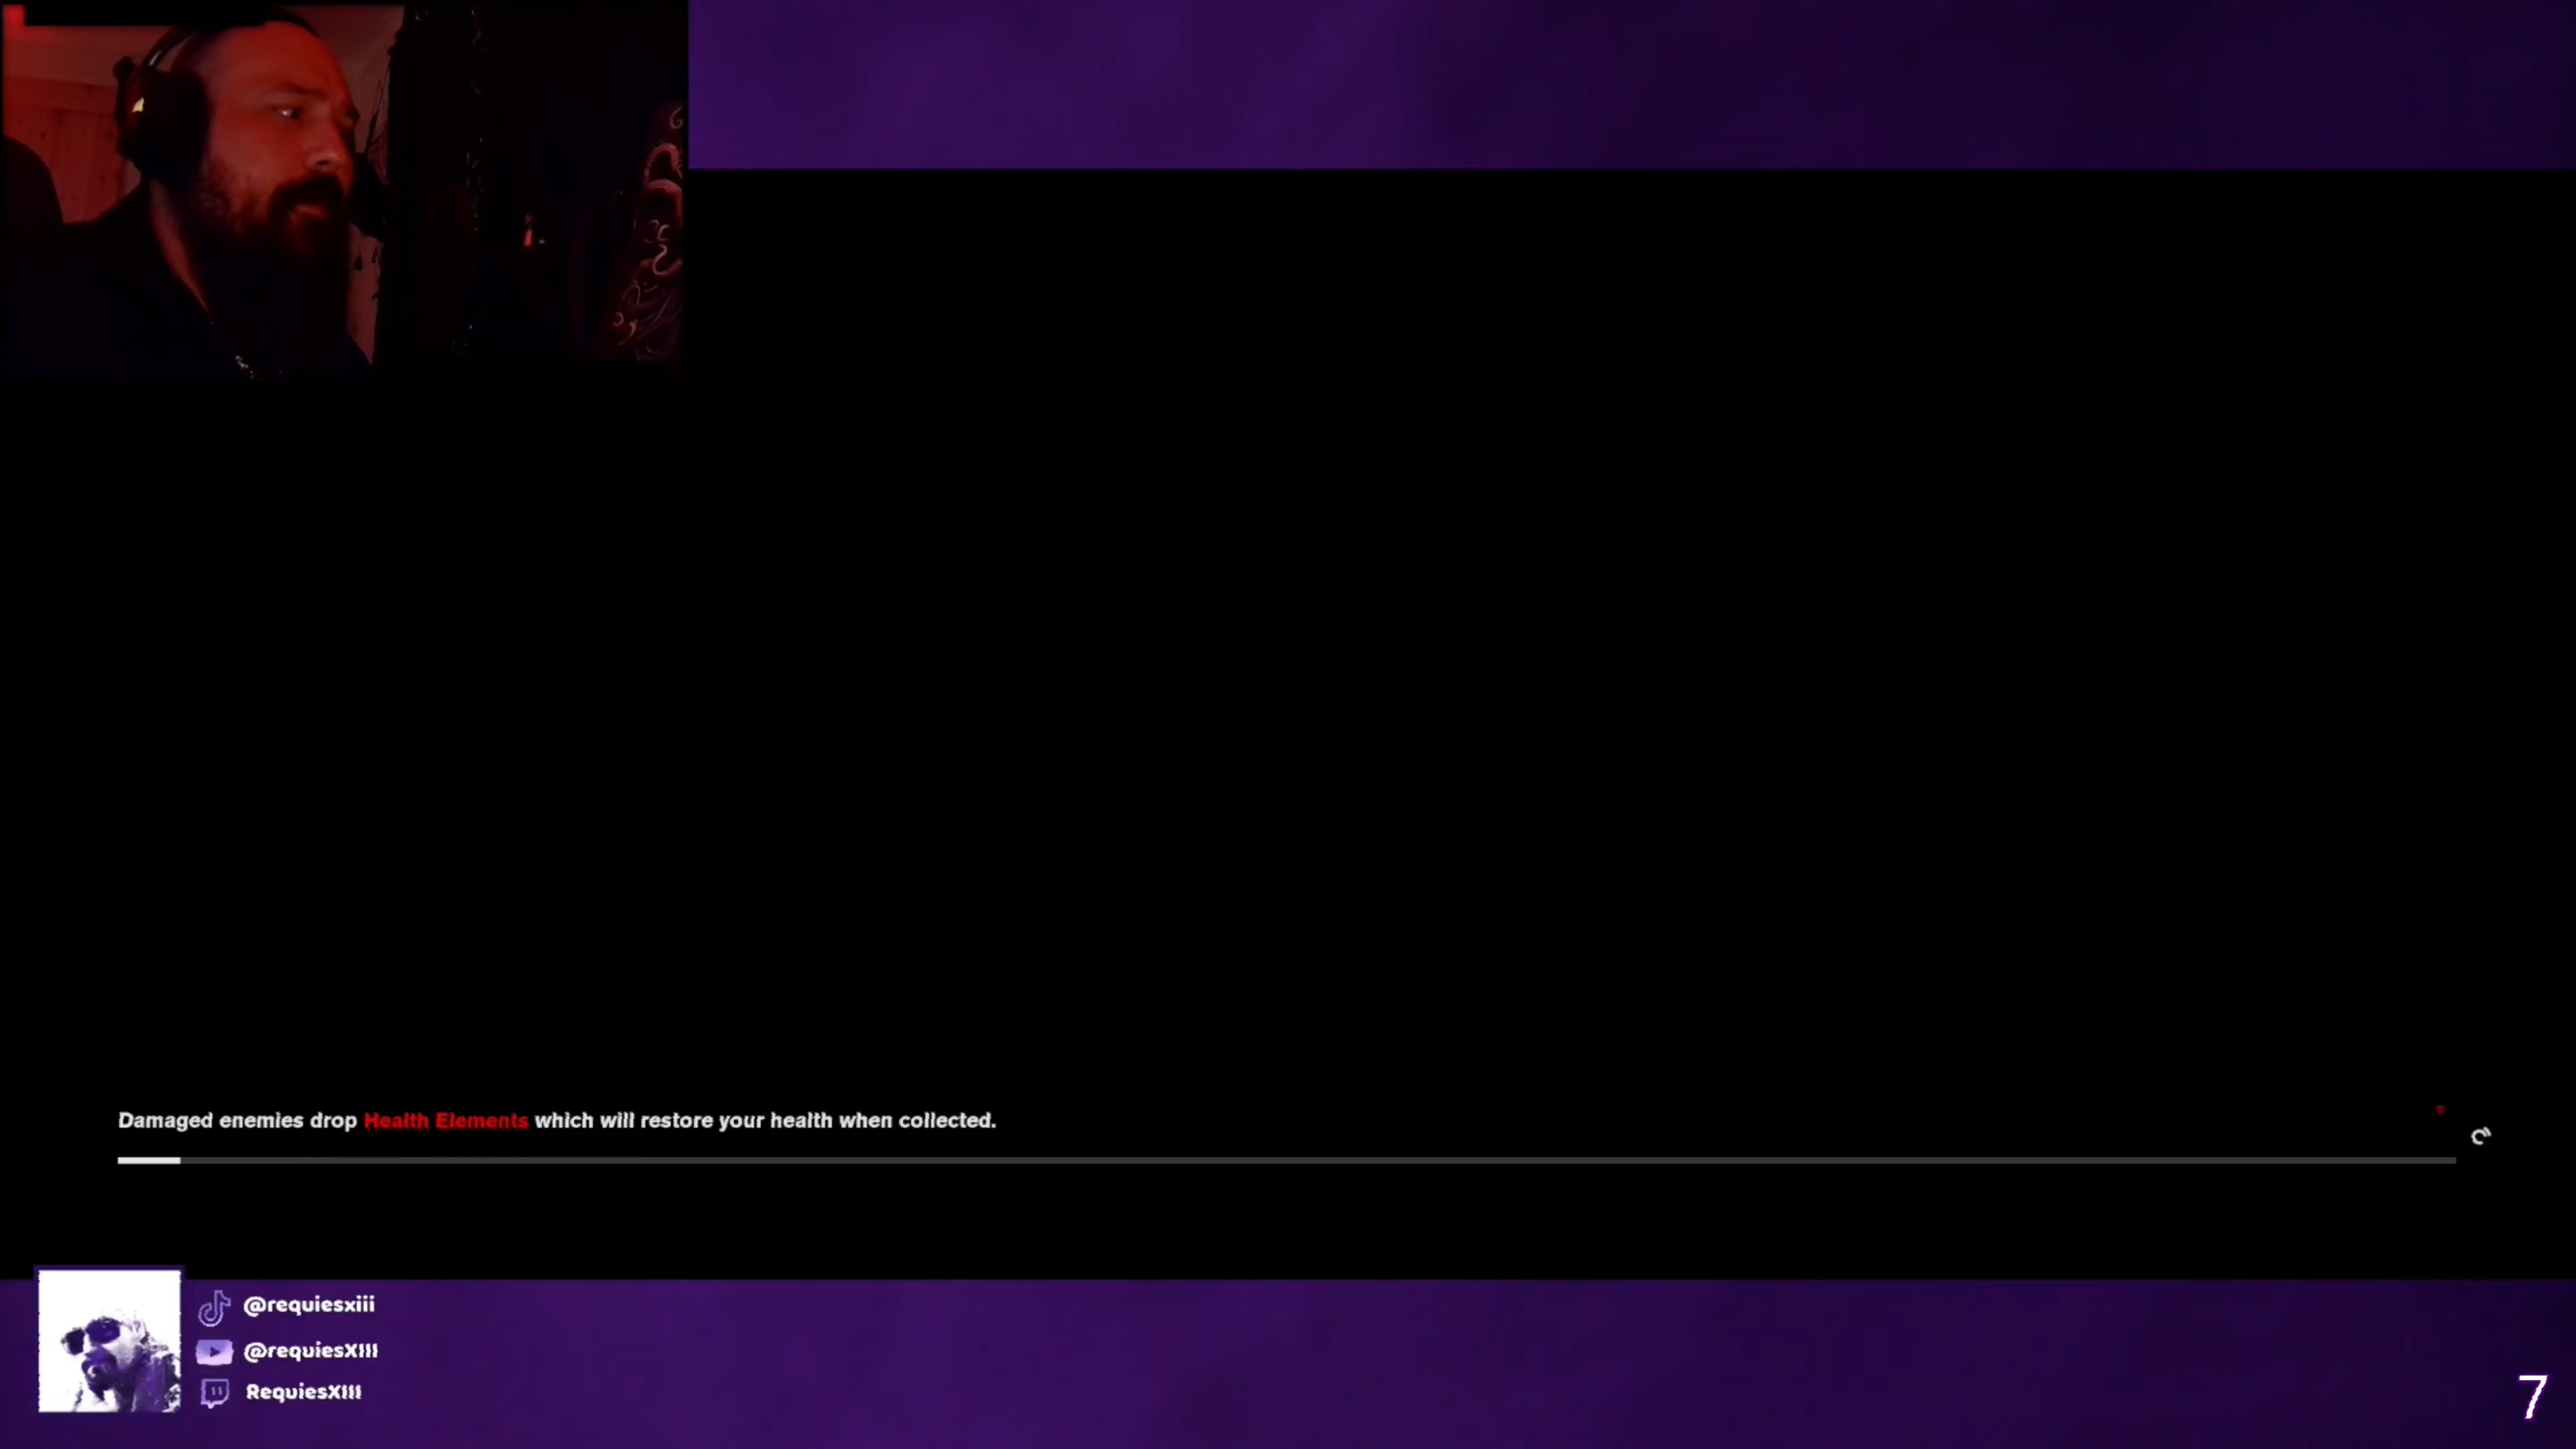 Damaged enemies drop Health Elements which will restore your health when collected.
@requiesxiii
@requiesXIII
RequiesXIII
7